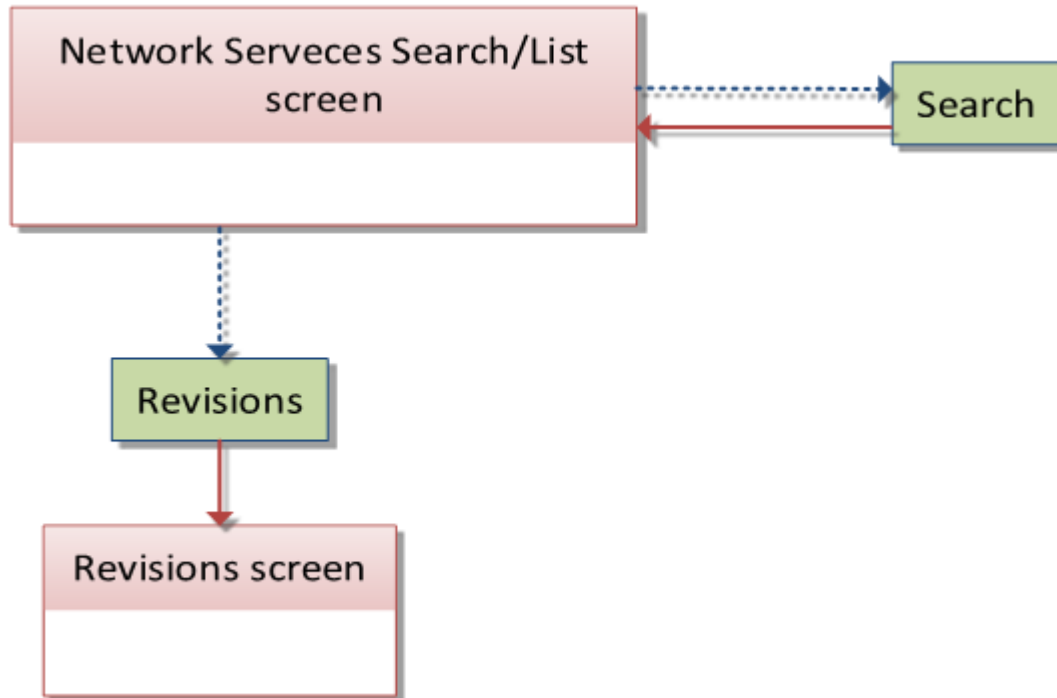 Network Serveces Search/List
screen
Search
Revisions
Revisions screen